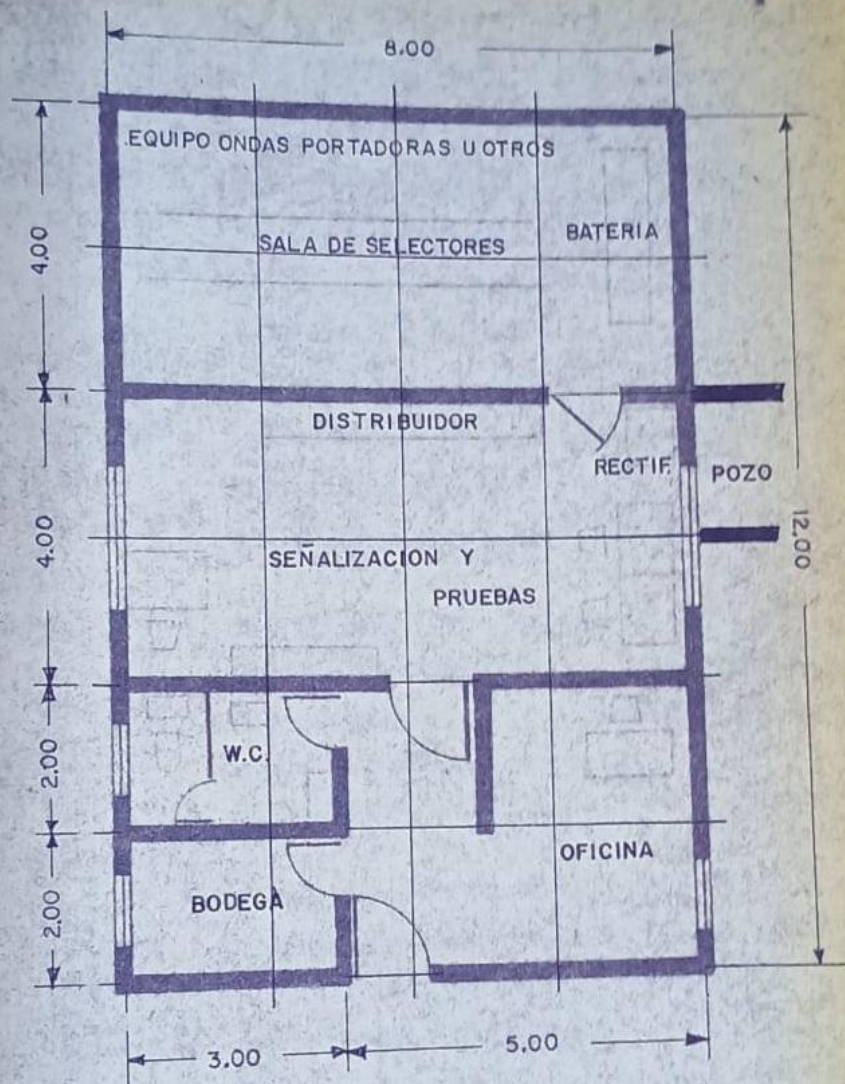 8.00
EQUIPO ONDAS PORTADORAS U OTROS
BATERIA
SALA DE SELECTORES
4.00
DISTRIBUIDOR
RECTIF.
POZO
4.00
12.00
SEÑALIZACION Y
PRUEBAS
W.C.
2.00
OFICINA
BODEGA
2.00
3.00
5.00